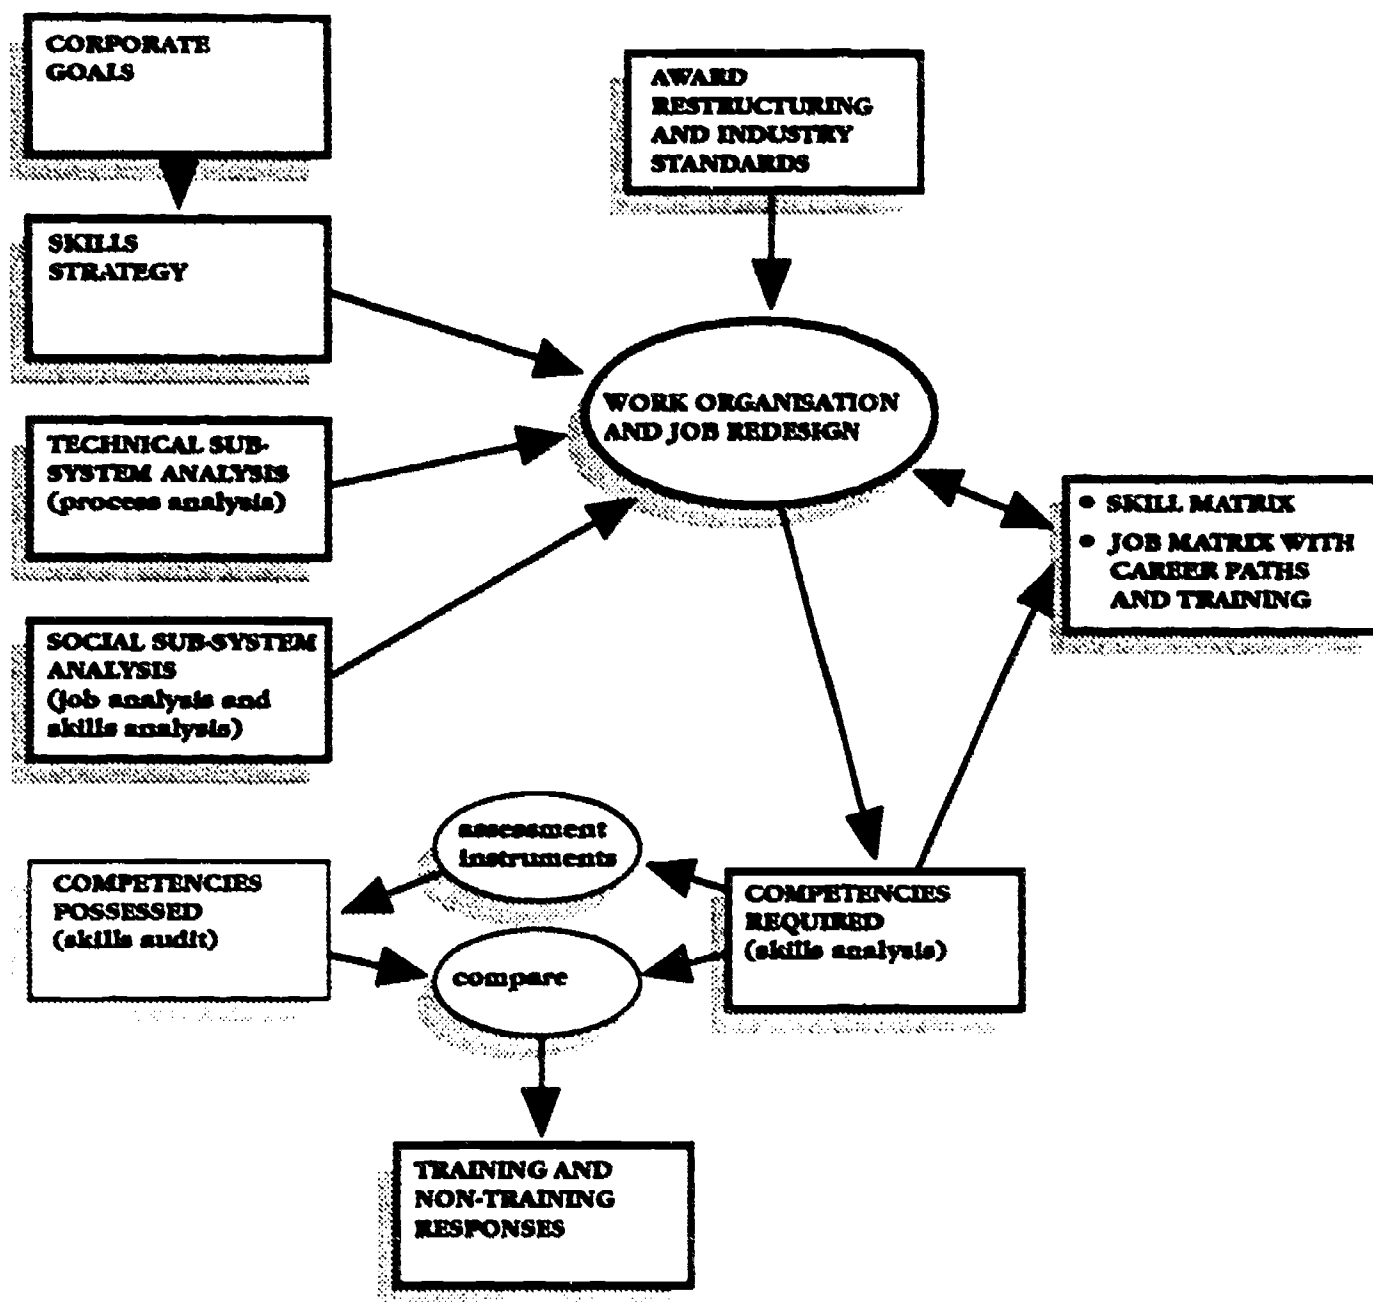 CORPORATE
GOALS
AWARD
RESTRUCTURING
AND INDUSTRY
STANDARDS
SKILLS
STRATEGY
WORK ORGANISATION
AND JOB REDESIGN
TECHNICAL SUB-
SYSTEM ANALYSIS
(process analysis)
• SKILL MATRIX
• JOB MATRIX WITH
CAREER PATHS
AND TRAINING
SOCIAL SUB-SYSTEM
ANALYSIS
(job analysis and
skills analysis)
assessment
instruments
COMPETENCIES
POSSESSED
(skills audit)
COMPETENCIES
REQUIRED
(skills analysis)
compare
TRAINING AND
NON-TRAINING
RESPONSES